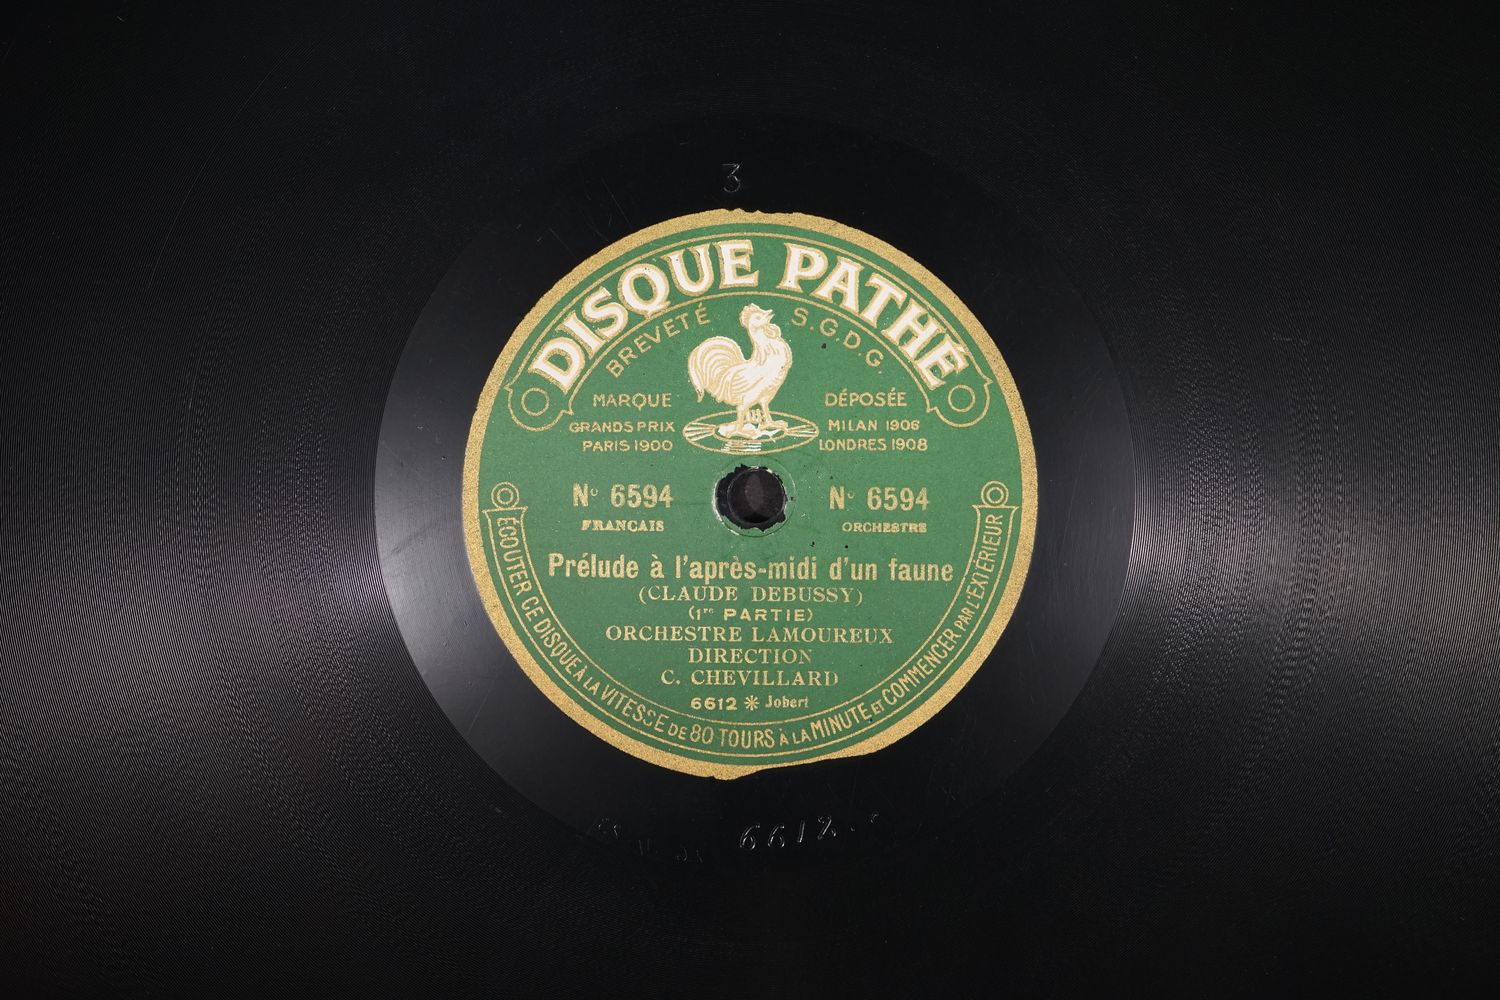 3
DISQUE PATHÉ
BREVETÉ S.G.D.G.
MARQUE DÉPOSÉE
GRANDS PRIX MILAN 1906
PARIS 1900 LONDRES 1908
N° 6594 N° 6594
FRANÇAIS ORCHESTRE
Prélude à l'après-midi d'un faune
(CLAUDE DEBUSSY)
(1re PARTIE)
ORCHESTRE LAMOUREUX
DIRECTION
C. CHEVILLARD
6612 * Jobert
ÉCOUTER CE DISQUE À LA VITESSE DE 80 TOURS À LA MINUTE ET COMMENCER PAR L'EXTÉRIEUR
6612